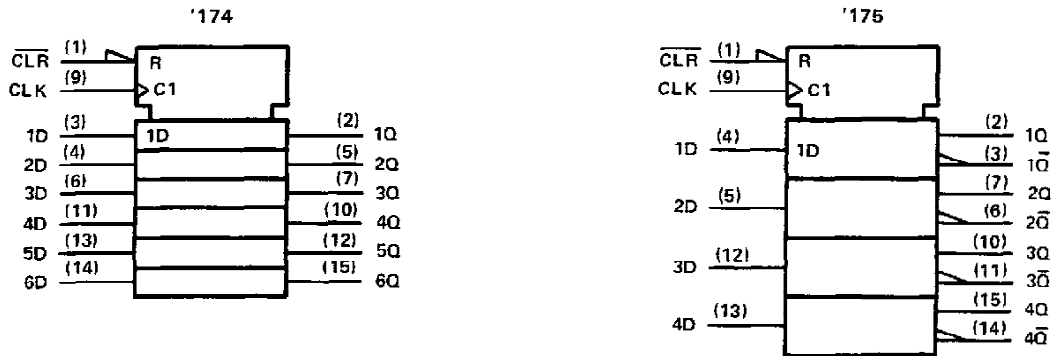 '174
CLR (1) R
CLK (9) C1
1D (3) 1D (2) 1Q
2D (4) (5) 2Q
3D (6) (7) 3Q
4D (11) (10) 4Q
5D (13) (12) 5Q
6D (14) (15) 6Q
'175
CLR (1) R
CLK (9) C1
1D (4) 1D (2) 1Q
(3) 1Q̅
2D (5) (7) 2Q
(6) 2Q̅
3D (12) (10) 3Q
(11) 3Q̅
4D (13) (15) 4Q
(14) 4Q̅